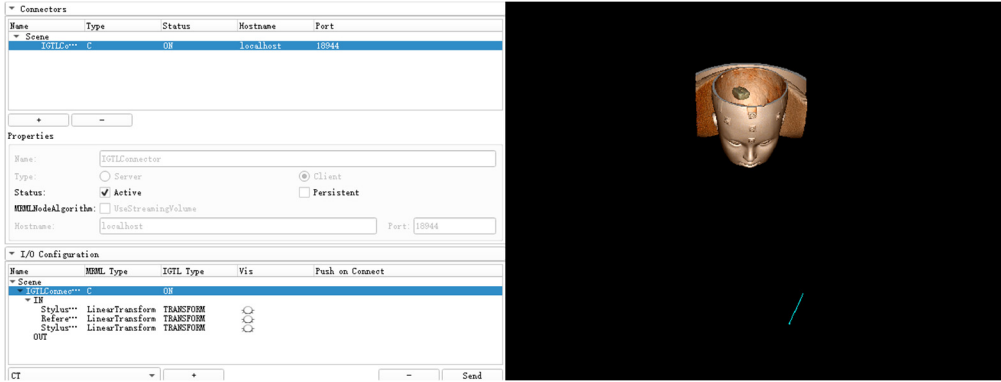 Connectors
Name Type Status Hostname Port
Scene
IGTLCo··· C ON localhost 18944
+ −
Properties
Name: IGTLConnector
Type: Server Client
Status: Active Persistent
MRMLNodeAlgorithm: UseStreamingVolume
Hostname: localhost Port: 18944
I/O Configuration
Name MRML Type IGTL Type Vis Push on Connect
Scene
IGTLConnec··· C ON
IN
Stylus··· LinearTransform TRANSFORM
Refere··· LinearTransform TRANSFORM
Stylus··· LinearTransform TRANSFORM
OUT
CT + − Send